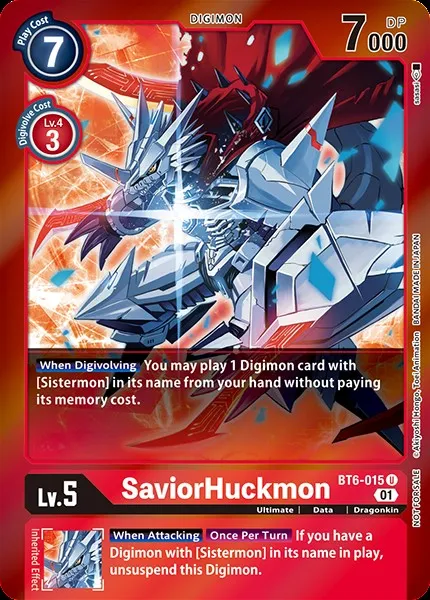 DIGIMON
Play Cost
7
7000
DP
Digivolve Cost
Lv.4
3
When Digivolving You may play 1 Digimon card with
[Sistermon] in its name from your hand without paying
its memory cost.
©Akiyoshi Hongo, Toei Animation BANDAI MADE IN JAPAN
NOT FOR SALE
Lv.5
SaviorHuckmon
BT6-015 U
01
Ultimate | Data | Dragonkin
Inherited Effect
When Attacking Once Per Turn If you have a
Digimon with [Sistermon] in its name in play,
unsuspend this Digimon.